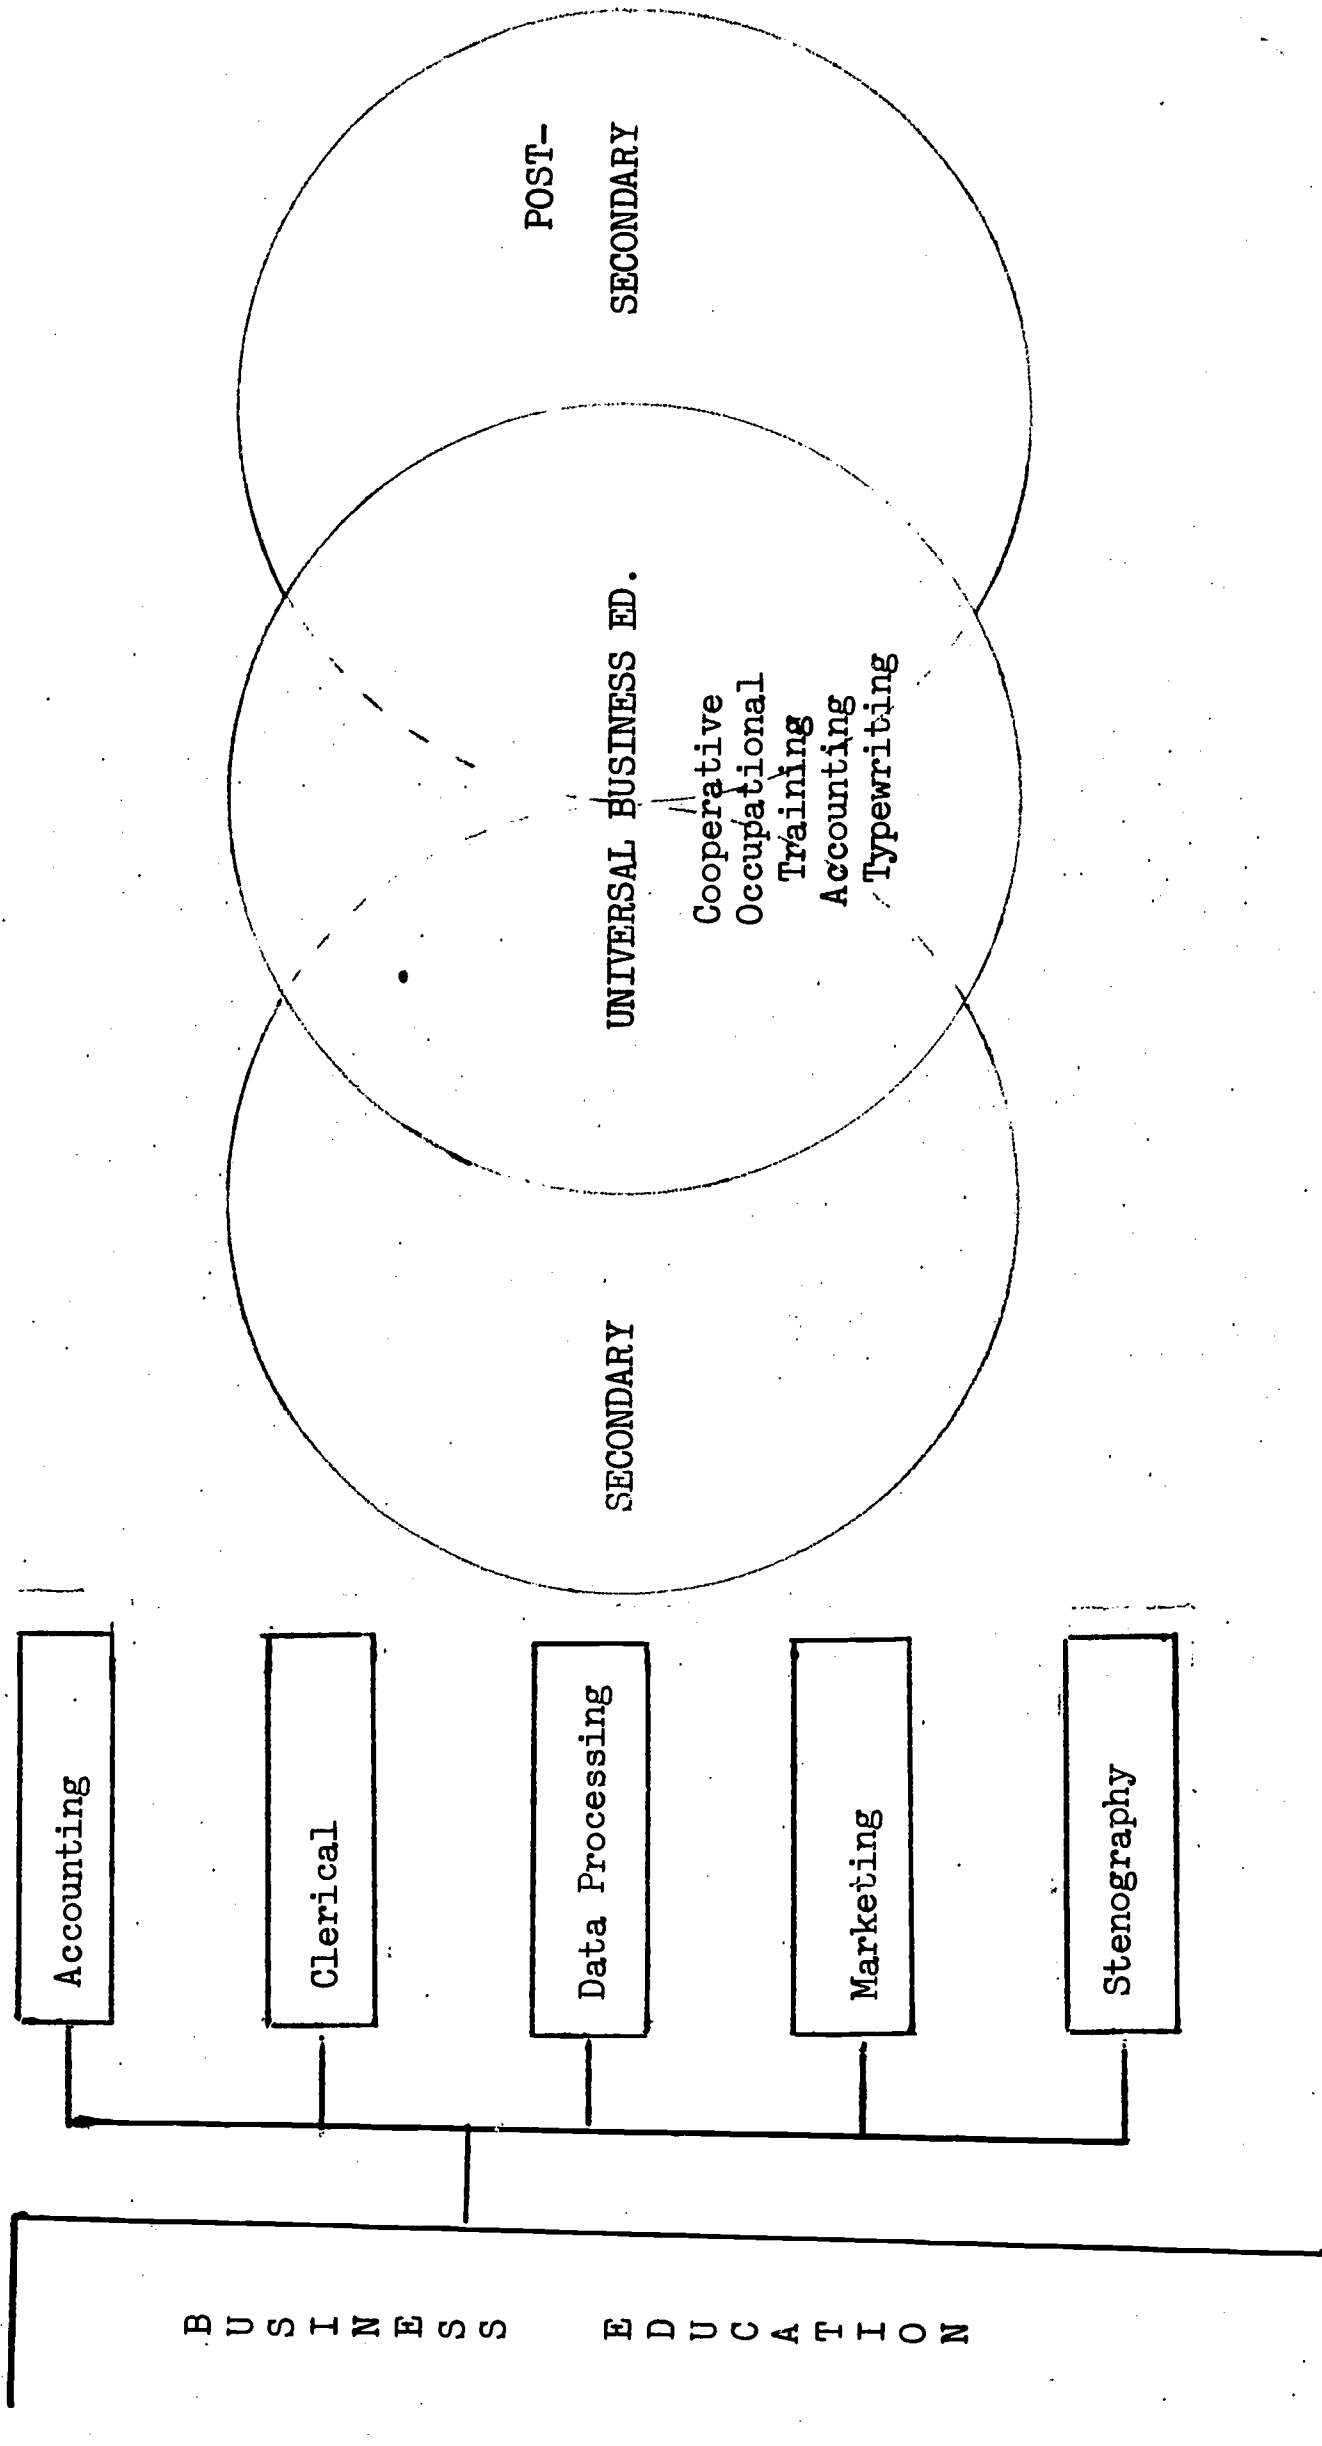 BUSINESS EDUCATION
Accounting
Clerical
Data Processing
Marketing
Stenography
SECONDARY
UNIVERSAL BUSINESS ED.
Cooperative
Occupational
Training
Accounting
Typewriting
POST-
SECONDARY